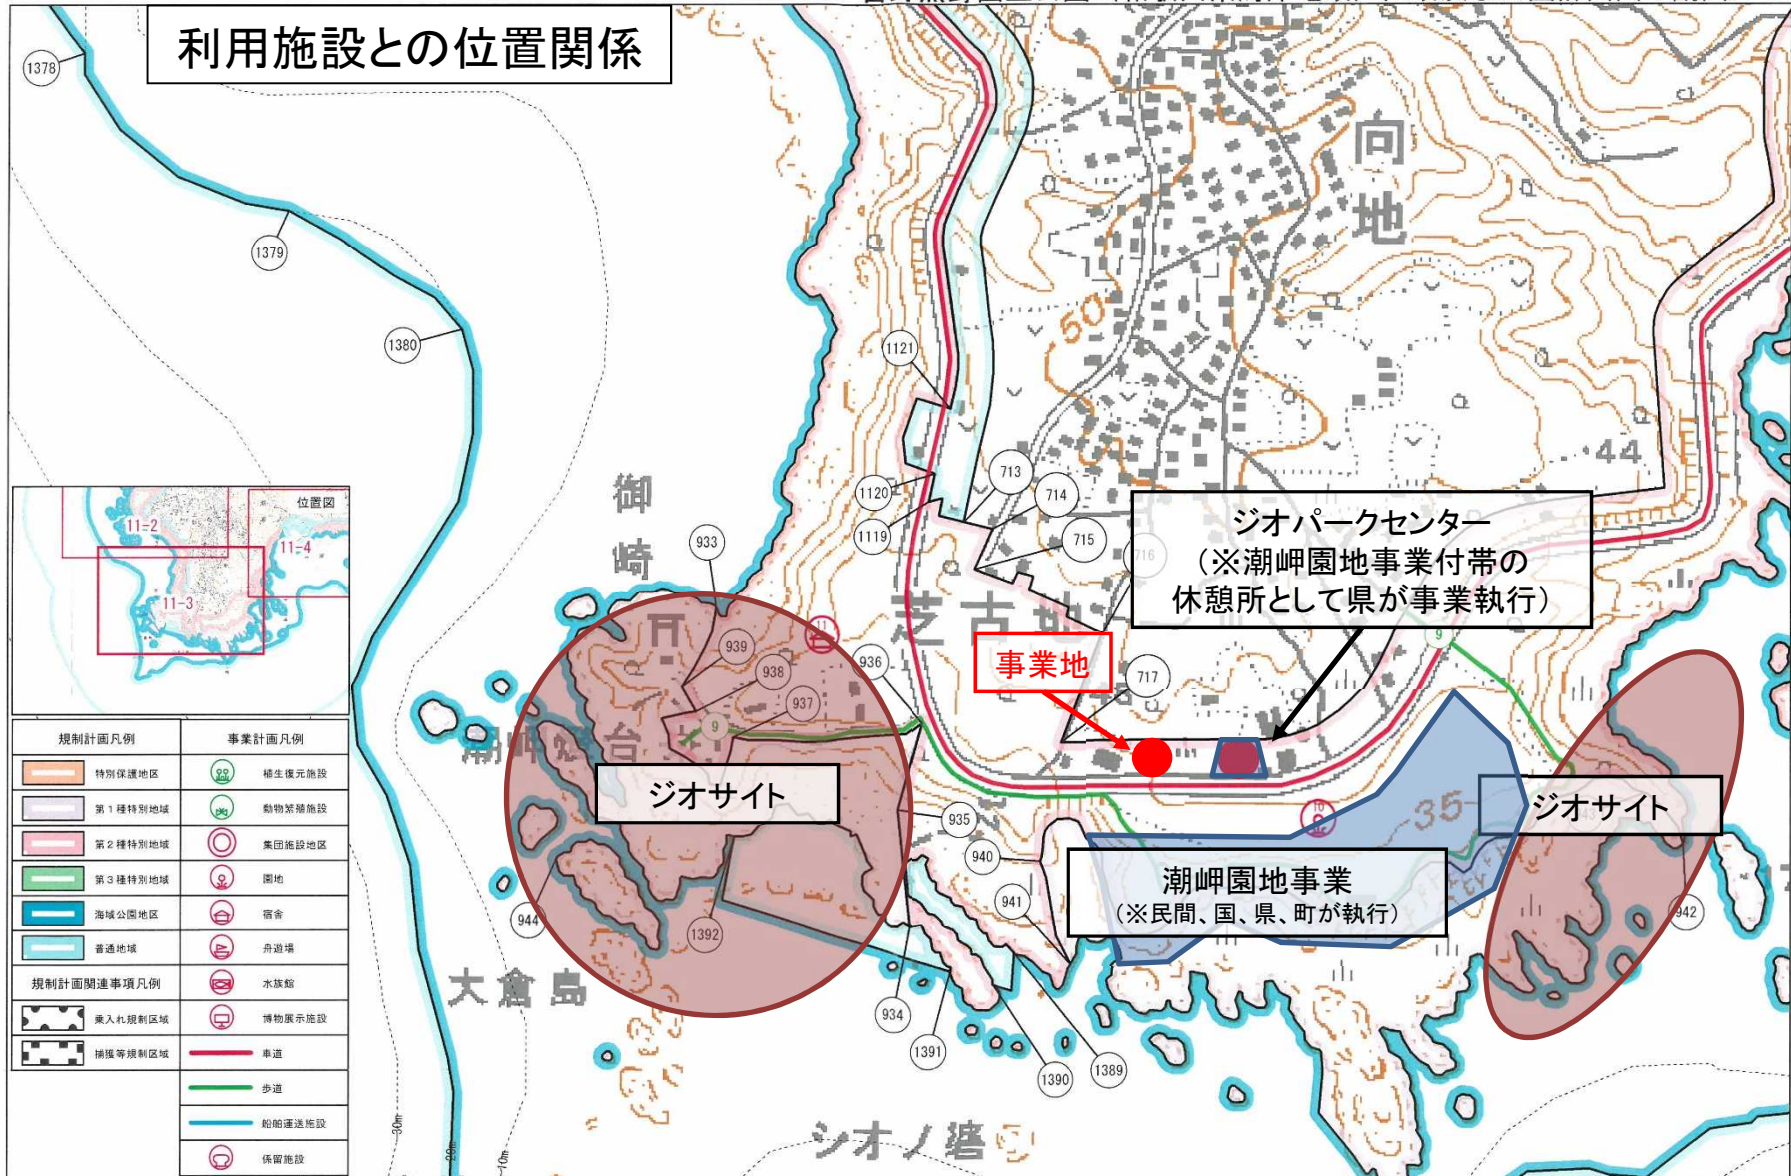 利用施設との位置関係
1378
1379
1380
1121
1120
1119
713
714
715
716
717
向
地
50
44
御
崎
933
939
938
937
936
935
940
941
934
944
1392
1391
1390
1389
942
芝古地
11
9
9
10
35
ジオパークセンター
(※潮岬園地事業付帯の
休憩所として県が事業執行)
事業地
ジオサイト
ジオサイト
潮岬園地事業
(※民間、国、県、町が執行)
大倉島
位置図
11-2
11-4
11-3
規制計画凡例
事業計画凡例
特別保護地区
植生復元施設
第1種特別地域
動物繁殖施設
第2種特別地域
集団施設地区
第3種特別地域
園地
海域公園地区
宿舎
普通地域
舟遊場
規制計画関連事項凡例
水族館
乗入れ規制区域
博物展示施設
捕獲等規制区域
車道
歩道
船舶運送施設
係留施設
30m
20m
10m